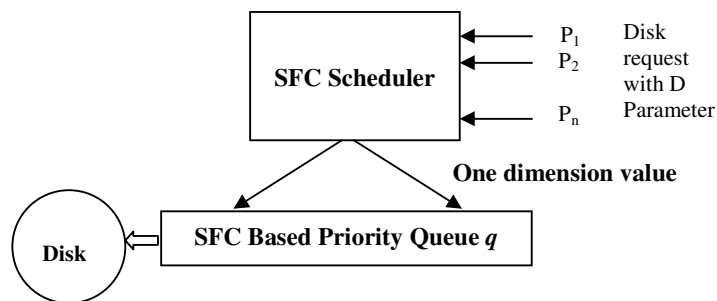 SFC Scheduler
P1
P2
Pn
Disk
request
with D
Parameter
One dimension value
SFC Based Priority Queue q
Disk